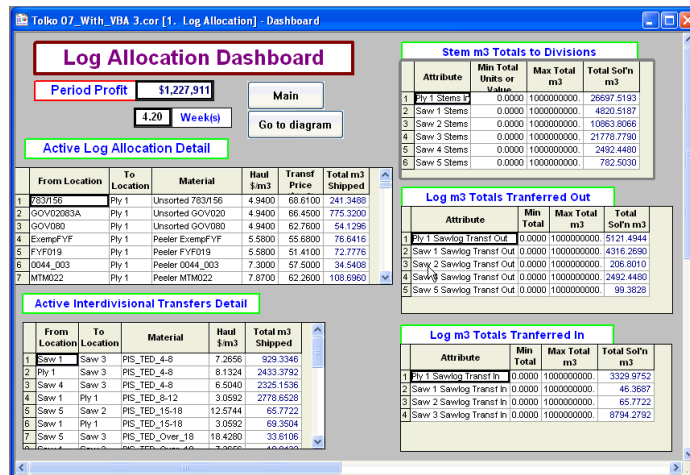 Tolko 07_With_VBA 3.cor [1. Log Allocation] - Dashboard
Log Allocation Dashboard
Period Profit $1,227,911
4.20 Week(s)
Main
Go to diagram
Active Log Allocation Detail
From Location To Location Material Haul $/m3 Transf Price Total m3 Shipped
1 783/156 Ply 1 Unsorted 783/156 4.9400 68.6100 241.3488
2 GOV02083A Ply 1 Unsorted GOV020 4.9400 66.4500 775.3200
3 GOV080 Ply 1 Unsorted GOV080 4.9400 62.7600 54.1296
4 ExempFYF Ply 1 Peeler ExempFYF 5.5800 55.6800 76.6416
5 FYF019 Ply 1 Peeler FYF019 5.5800 51.4100 72.7776
6 0044_003 Ply 1 Peeler 0044_003 7.3000 57.5000 34.5408
7 MTM022 Ply 1 Peeler MTM022 7.8700 62.2600 108.6960
Active Interdivisional Transfers Detail
From Location To Location Material Haul $/m3 Total m3 Shipped
1 Saw 1 Saw 3 PIS_TED_4-8 7.2656 929.3346
2 Ply 1 Saw 3 PIS_TED_4-8 8.1324 2433.3792
3 Saw 4 Saw 3 PIS_TED_4-8 6.5040 2325.1536
4 Saw 1 Ply 1 PIS_TED_8-12 3.0592 2778.6528
5 Saw 5 Saw 2 PIS_TED_15-18 12.5744 65.7722
6 Saw 1 Ply 1 PIS_TED_15-18 3.0592 69.3504
7 Saw 5 Saw 3 PIS_TED_Over_18 18.4280 33.6106
Stem m3 Totals to Divisions
Attribute Min Total Units or Value Max Total m3 Total Sol'n m3
1 Ply 1 Stems In 0.0000 1000000000. 26697.5193
2 Saw 1 Stems 0.0000 1000000000. 4820.5187
3 Saw 2 Stems 0.0000 1000000000. 10863.8066
4 Saw 3 Stems 0.0000 1000000000. 21778.7790
5 Saw 4 Stems 0.0000 1000000000. 2492.4480
6 Saw 5 Stems 0.0000 1000000000. 782.5030
Log m3 Totals Tranferred Out
Attribute Min Total Max Total m3 Total Sol'n m3
1 Ply 1 Sawlog Transf Out 0.0000 1000000000. 5121.4944
2 Saw 1 Sawlog Transf Out 0.0000 1000000000. 4316.2690
3 Saw 2 Sawlog Transf Out 0.0000 1000000000. 206.8010
4 Saw Sawlog Transf Out 0.0000 1000000000. 2492.4480
5 Saw 5 Sawlog Transf Out 0.0000 1000000000. 99.3828
Log m3 Totals Tranferred In
Attribute Min Total Max Total m3 Total Sol'n m3
1 Ply 1 Sawlog Transf In 0.0000 1000000000. 3329.9752
2 Saw 1 Sawlog Transf In 0.0000 1000000000. 46.3687
3 Saw 2 Sawlog Transf In 0.0000 1000000000. 65.7722
4 Saw 3 Sawlog Transf In 0.0000 1000000000. 8794.2792